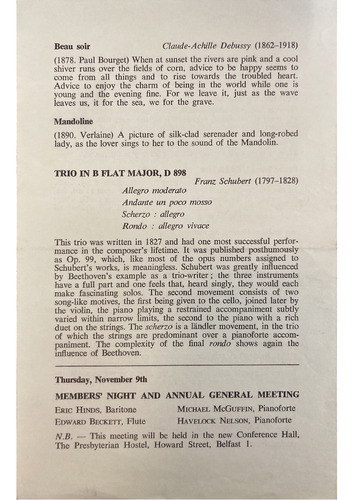 Beau soir Claude-Achille Debussy (1862–1918)
(1878. Paul Bourget) When at sunset the rivers are pink and a cool
shiver runs over the fields of corn, advice to be happy seems to
come from all things and to rise towards the troubled heart.
Advice to enjoy the charm of being in the world while one is
young and the evening fine. For we leave it, just as the wave
leaves us, it for the sea, we for the grave.
Mandoline
(1890. Verlaine) A picture of silk-clad serenader and long-robed
lady, as the lover sings to her to the sound of the Mandolin.
TRIO IN B FLAT MAJOR, D 898
Franz Schubert (1797–1828)
Allegro moderato
Andante un poco mosso
Scherzo : allegro
Rondo : allegro vivace
This trio was written in 1827 and had one most successful perfor-
mance in the composer's lifetime. It was published posthumously
as Op. 99, which, like most of the opus numbers assigned to
Schubert's works, is meaningless. Schubert was greatly influenced
by Beethoven's example as a trio-writer; the three instruments
have a full part and one feels that, heard singly, they would each
make fascinating solos. The second movement consists of two
song-like motives, the first being given to the cello, joined later by
the violin, the piano playing a restrained accompaniment subtly
varied within narrow limits, the second to the piano with a rich
duet on the strings. The scherzo is a ländler movement, in the trio
of which the strings are predominant over a pianoforte accom-
paniment. The complexity of the final rondo shows again the
influence of Beethoven.
Thursday, November 9th
MEMBERS' NIGHT AND ANNUAL GENERAL MEETING
ERIC HINDS, Baritone MICHAEL MCGUFFIN, Pianoforte
EDWARD BECKETT, Flute HAVELOCK NELSON, Pianoforte
N.B. — This meeting will be held in the new Conference Hall,
The Presbyterian Hostel, Howard Street, Belfast 1.